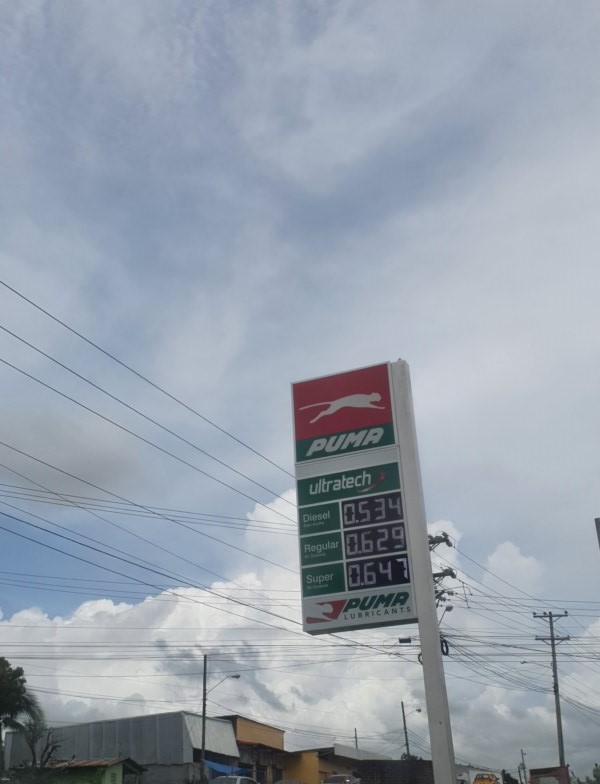 PUMA
ultratech
Diesel 0.534
Regular 0.629
Super 0.647
PUMA
LUBRICANTS